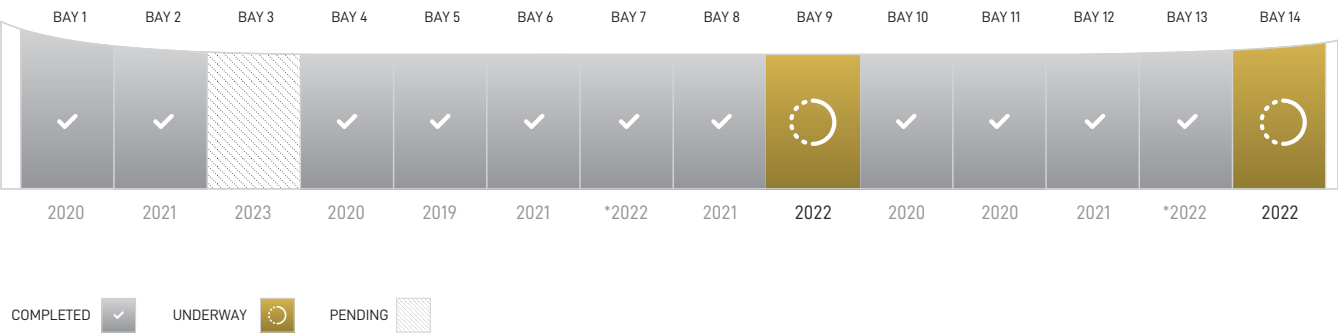 BAY 1 BAY 2 BAY 3 BAY 4 BAY 5 BAY 6 BAY 7 BAY 8 BAY 9 BAY 10 BAY 11 BAY 12 BAY 13 BAY 14
2020 2021 2023 2020 2019 2021 *2022 2021 2022 2020 2020 2021 *2022 2022
COMPLETED UNDERWAY PENDING